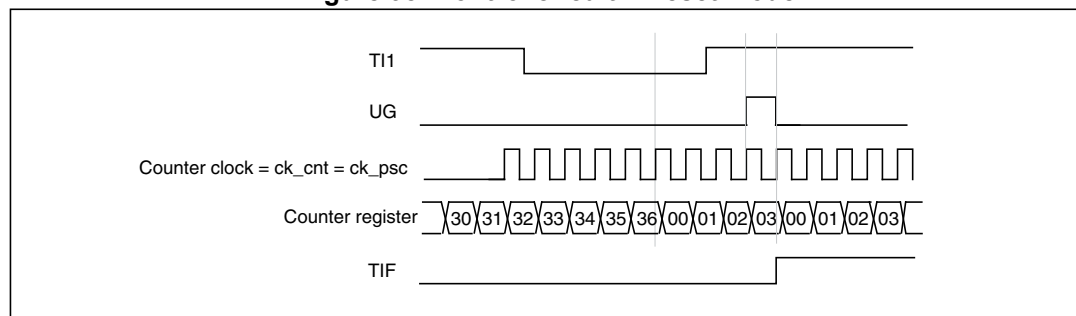 TI1
UG
Counter clock = ck_cnt = ck_psc
Counter register 30 31 32 33 34 35 36 00 01 02 03 00 01 02 03
TIF